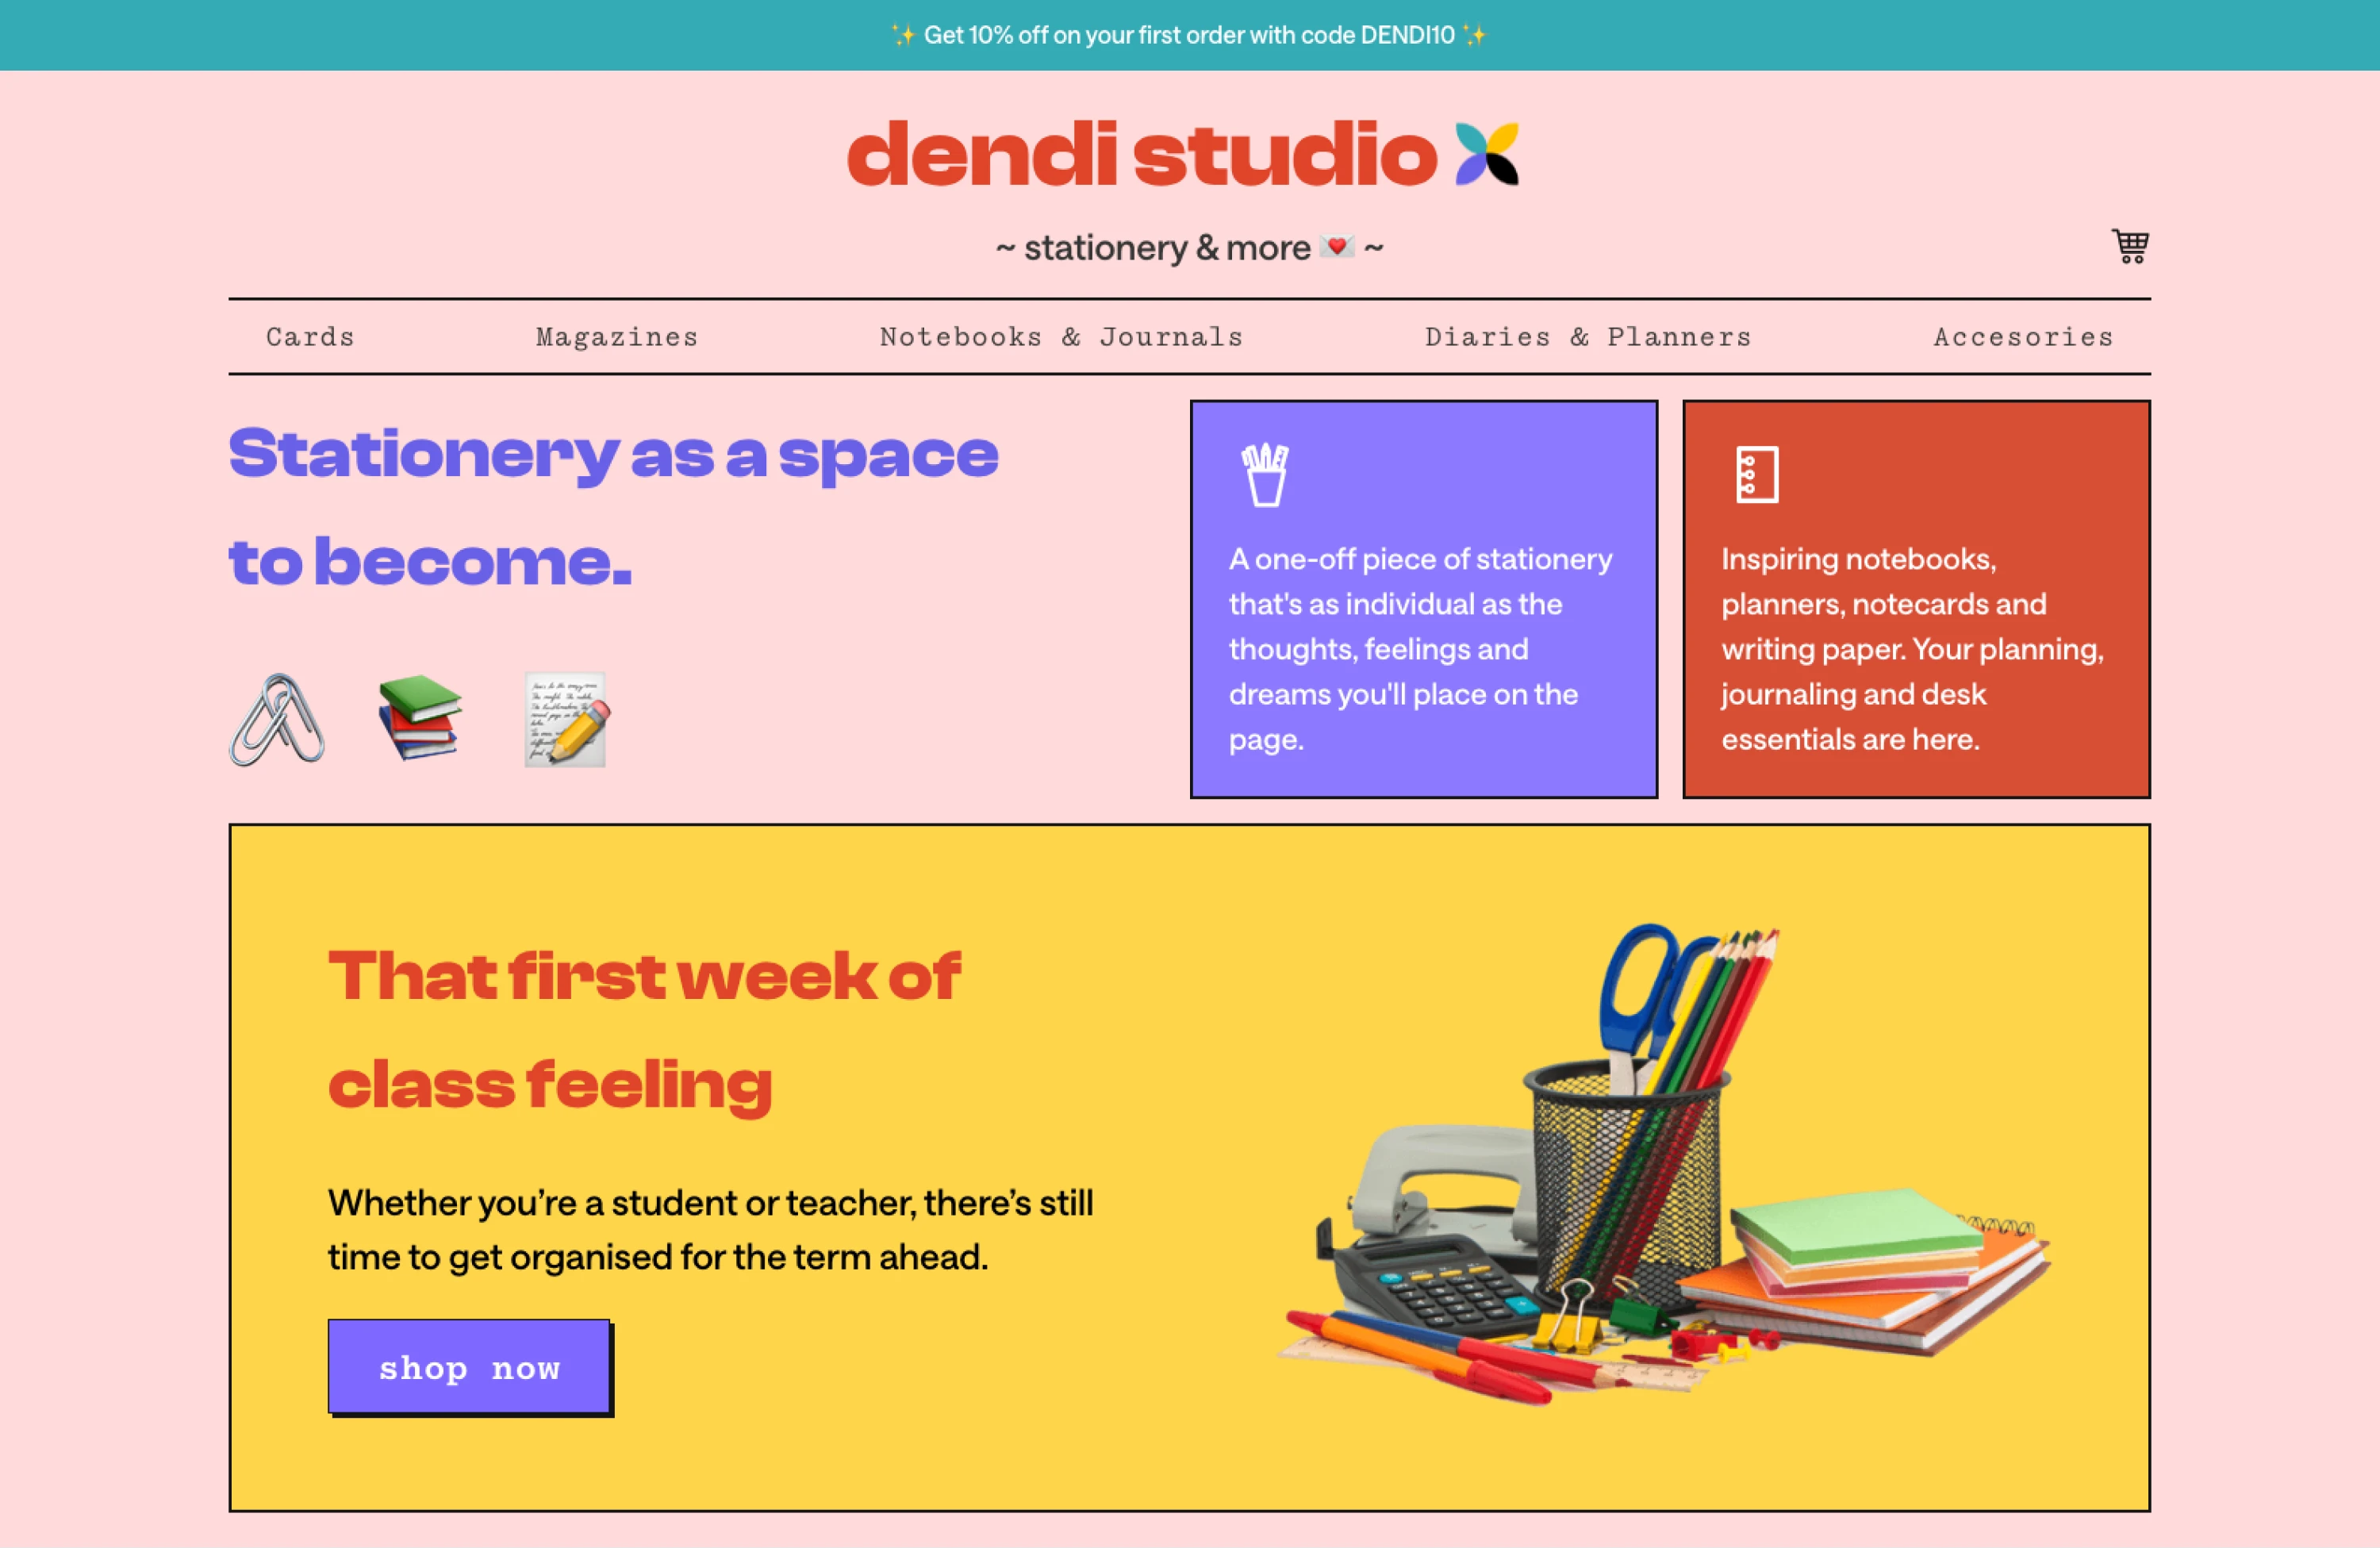 ✨ Get 10% off on your first order with code DENDI10 ✨
dendi studio
~ stationery & more 💌 ~
Cards
Magazines
Notebooks & Journals
Diaries & Planners
Accesories
Stationery as a space
to become.
A one-off piece of stationery
that's as individual as the
thoughts, feelings and
dreams you'll place on the
page.
Inspiring notebooks,
planners, notecards and
writing paper. Your planning,
journaling and desk
essentials are here.
That first week of
class feeling
Whether you’re a student or teacher, there’s still
time to get organised for the term ahead.
shop now